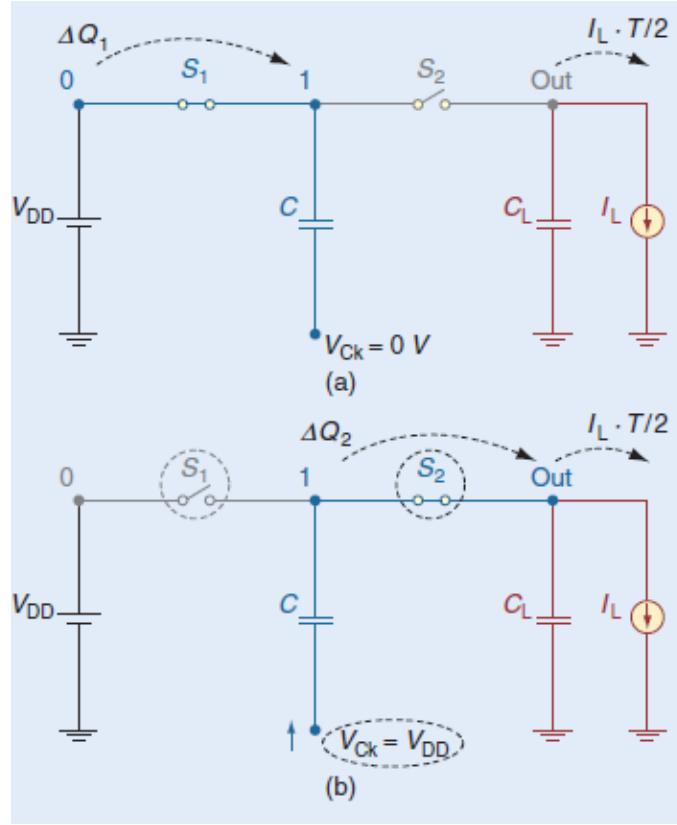 ΔQ1 IL · T/2
0 S1 1 S2 Out
VDD C CL IL
VCk = 0 V
(a)
ΔQ2 IL · T/2
0 S1 1 S2 Out
VDD C CL IL
VCk = VDD
(b)